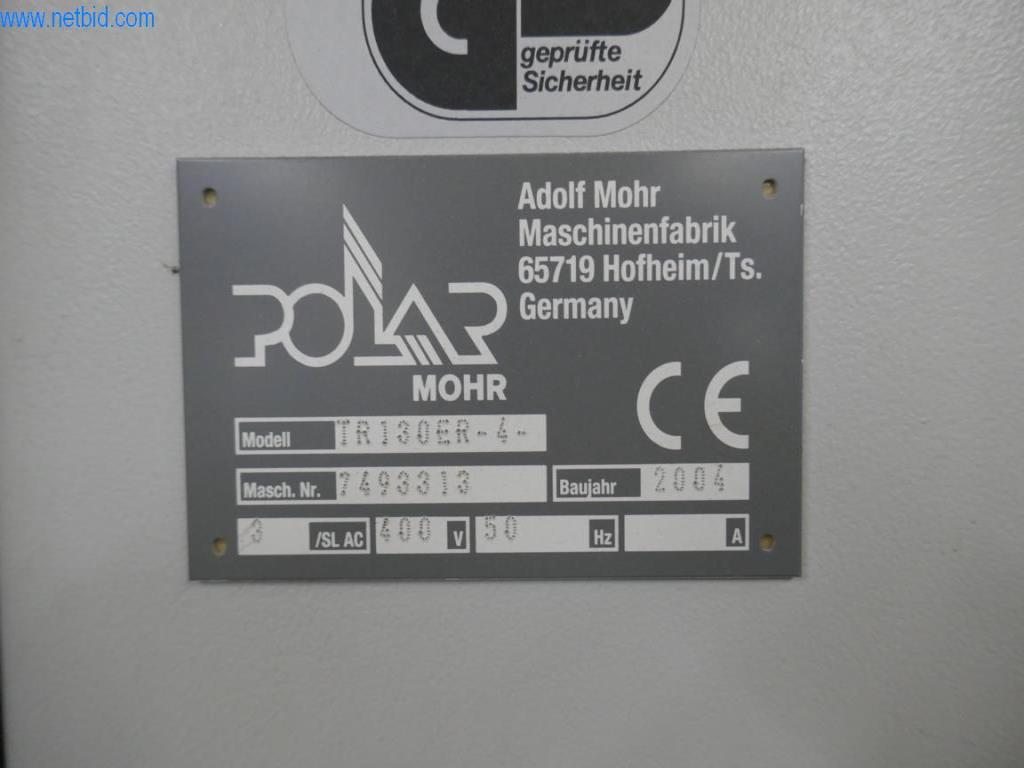 www.netbid.com
geprüfte
Sicherheit
Adolf Mohr
Maschinenfabrik
65719 Hofheim/Ts.
Germany
POLAR
MOHR
CE
Modell TR130ER-4-
Masch. Nr. 7493313 Baujahr 2004
3 /SL AC 400 V 50 Hz A